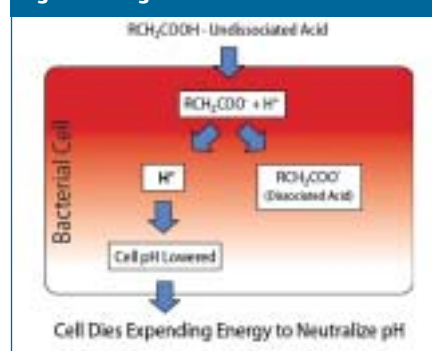 RCH₂COOH - Undissociated Acid
RCH₂COO⁻ + H⁺
H⁺
RCH₂COO⁻
(Dissociated Acid)
Cell pH Lowered
Bacterial Cell
Cell Dies Expending Energy to Neutralize pH